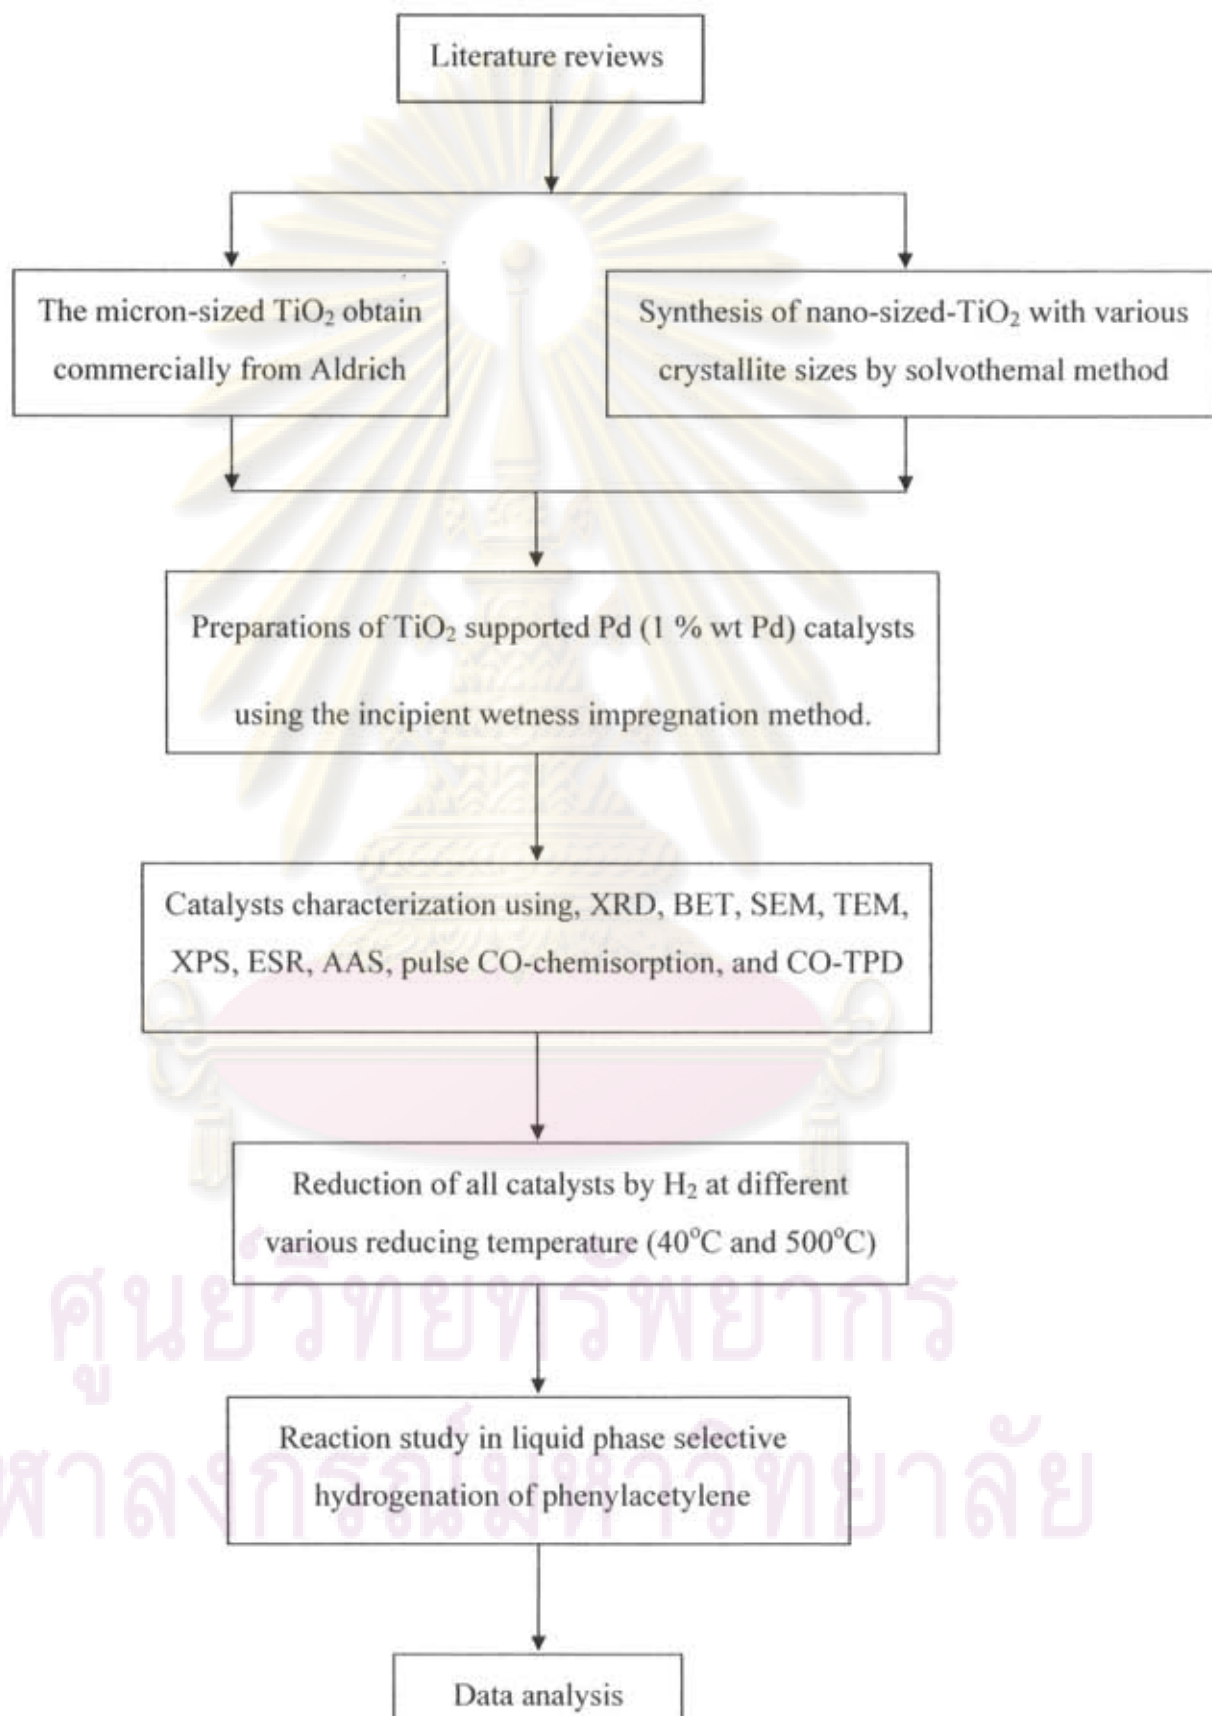 Literature reviews
The micron-sized TiO₂ obtain
commercially from Aldrich
Synthesis of nano-sized-TiO₂ with various
crystallite sizes by solvothemal method
Preparations of TiO₂ supported Pd (1 % wt Pd) catalysts
using the incipient wetness impregnation method.
Catalysts characterization using, XRD, BET, SEM, TEM,
XPS, ESR, AAS, pulse CO-chemisorption, and CO-TPD
Reduction of all catalysts by H₂ at different
various reducing temperature (40°C and 500°C)
ศูนย์วิทยทรัพยากร
Reaction study in liquid phase selective
hydrogenation of phenylacetylene
ฬาลงกรณ์มหาวิทยาลัย
Data analysis